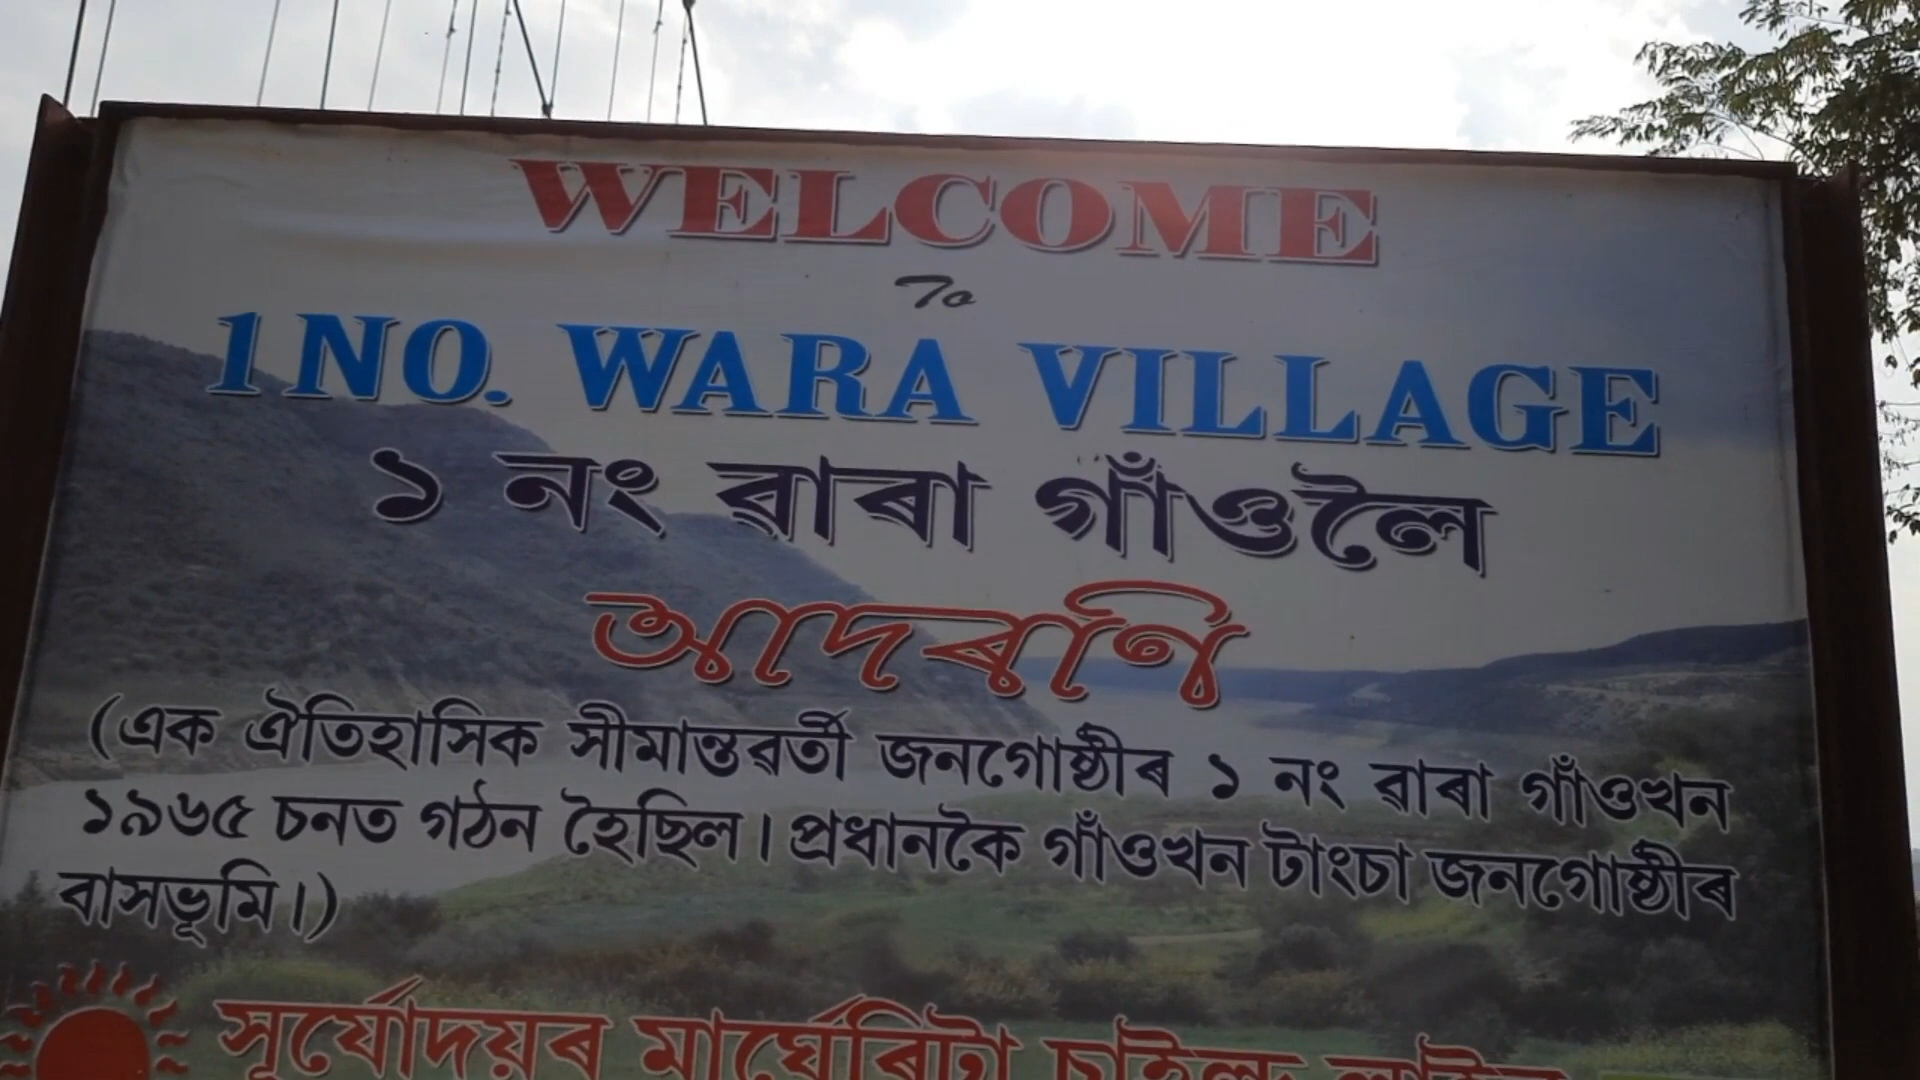 WELCOME
To
1 NO. WARA VILLAGE
১ নং ৱাৰা গাঁওলৈ
আদৰণি
(এক ঐতিহাসিক সীমান্তৱৰ্তী জনগোষ্ঠীৰ ১ নং ৱাৰা গাঁওখন
১৯৬৫ চনত গঠন হৈছিল। প্ৰধানকৈ গাঁওখন টাংচা জনগোষ্ঠীৰ
বাসভূমি।)
সূৰ্যোদয়ৰ মাৰ্ঘেৰিটা চাইল্ড লাইন